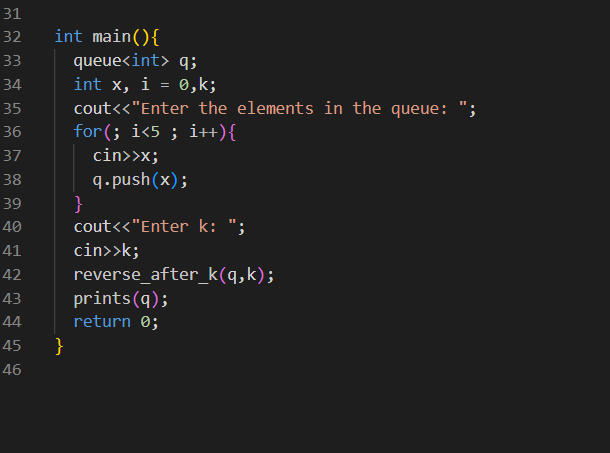 31
32 int main(){
33 queue<int> q;
34 int x, i = 0,k;
35 cout<<"Enter the elements in the queue: ";
36 for(; i<5 ; i++){
37 cin>>x;
38 q.push(x);
39 }
40 cout<<"Enter k: ";
41 cin>>k;
42 reverse_after_k(q,k);
43 prints(q);
44 return 0;
45 }
46